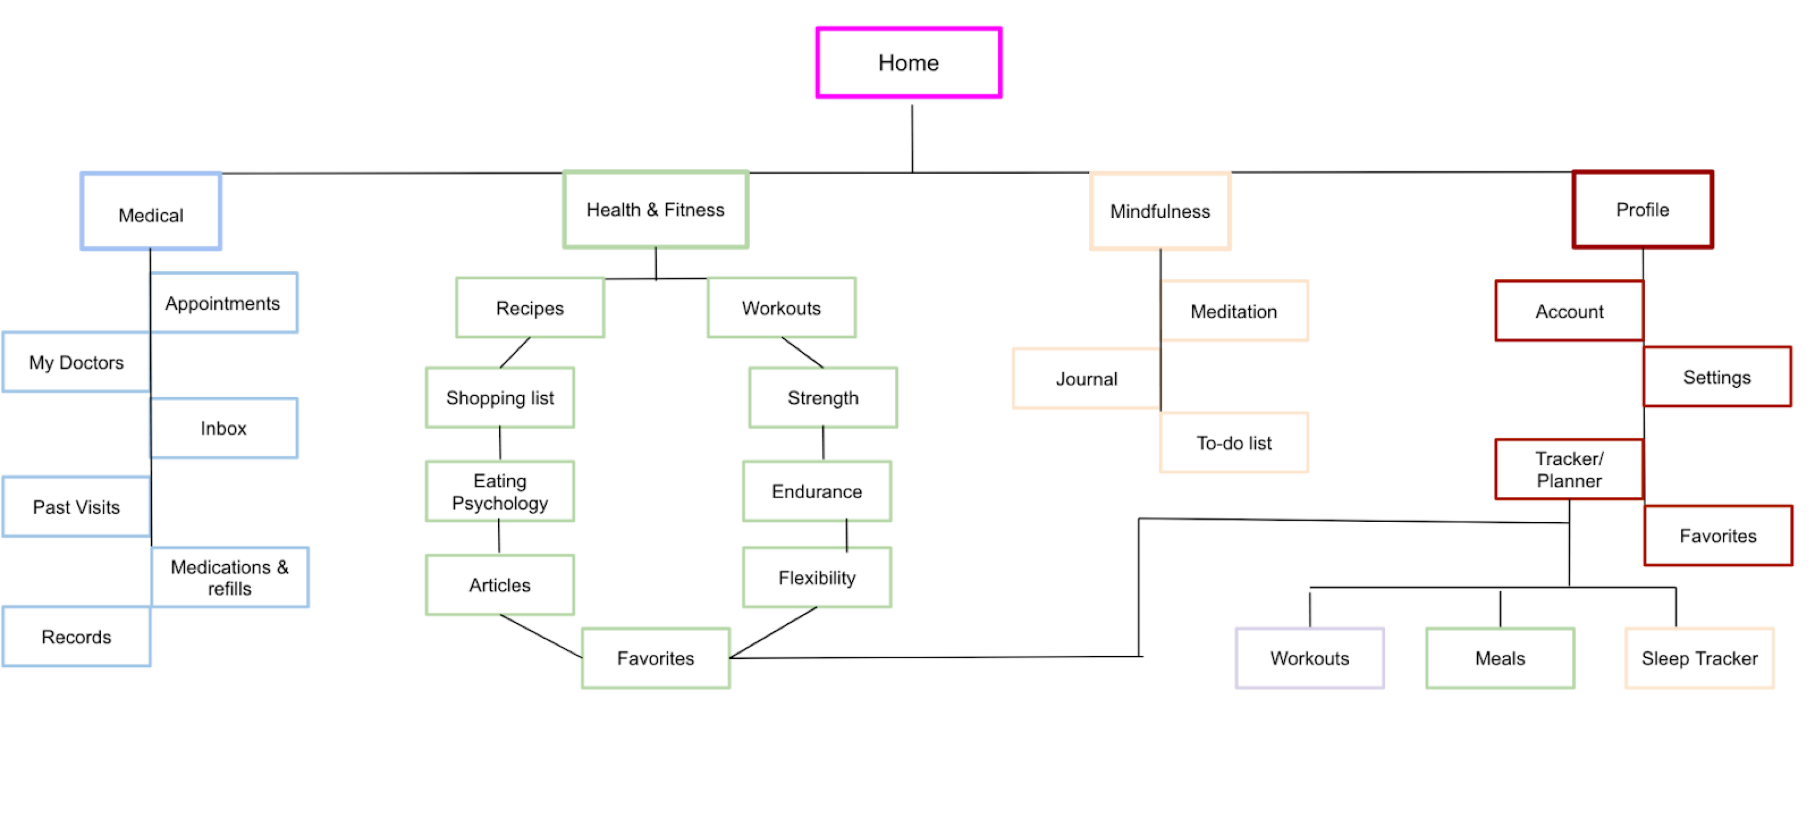 Home
Medical
Health & Fitness
Mindfulness
Profile
Appointments
My Doctors
Inbox
Past Visits
Medications &
refills
Records
Recipes
Shopping list
Eating
Psychology
Articles
Workouts
Strength
Endurance
Flexibility
Favorites
Meditation
Journal
To-do list
Account
Settings
Tracker/
Planner
Favorites
Workouts
Meals
Sleep Tracker